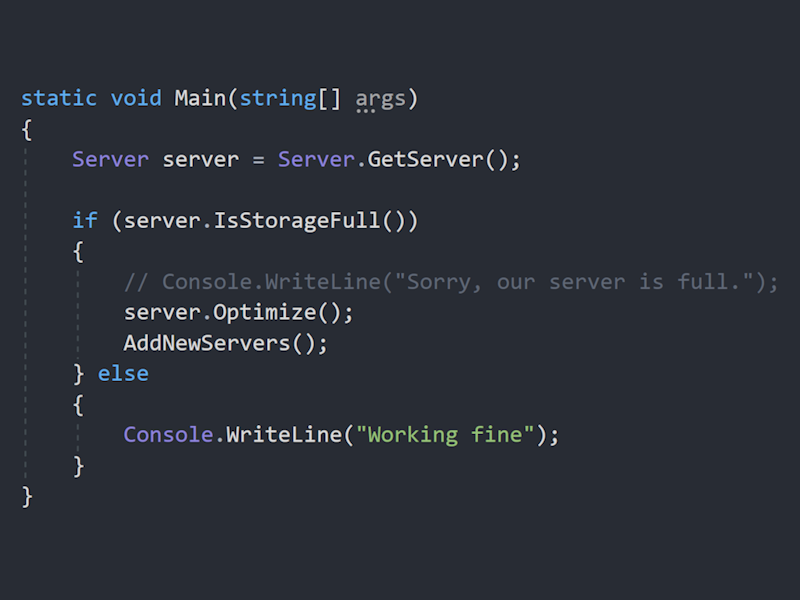 static void Main(string[] args)
{
Server server = Server.GetServer();
if (server.IsStorageFull())
{
// Console.WriteLine("Sorry, our server is full.");
server.Optimize();
AddNewServers();
} else
{
Console.WriteLine("Working fine");
}
}